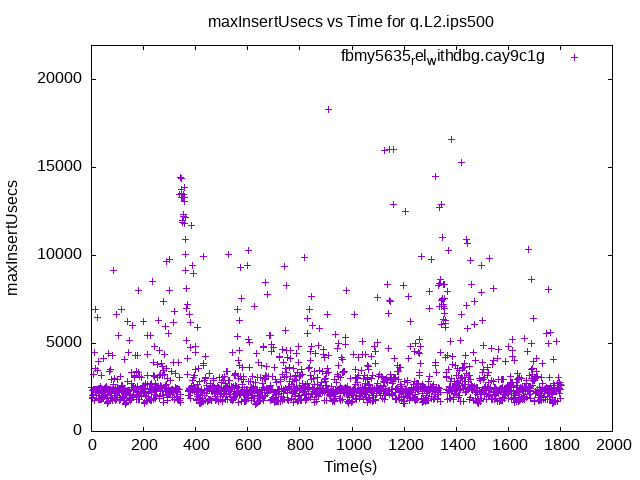 maxInsertUsecs vs Time for q.L2.ips500
fbmy5635relwithdbg.cay9c1g
20000
15000
10000
5000
0
maxInsertUsecs
0 200 400 600 800 1000 1200 1400 1600 1800 2000
Time(s)